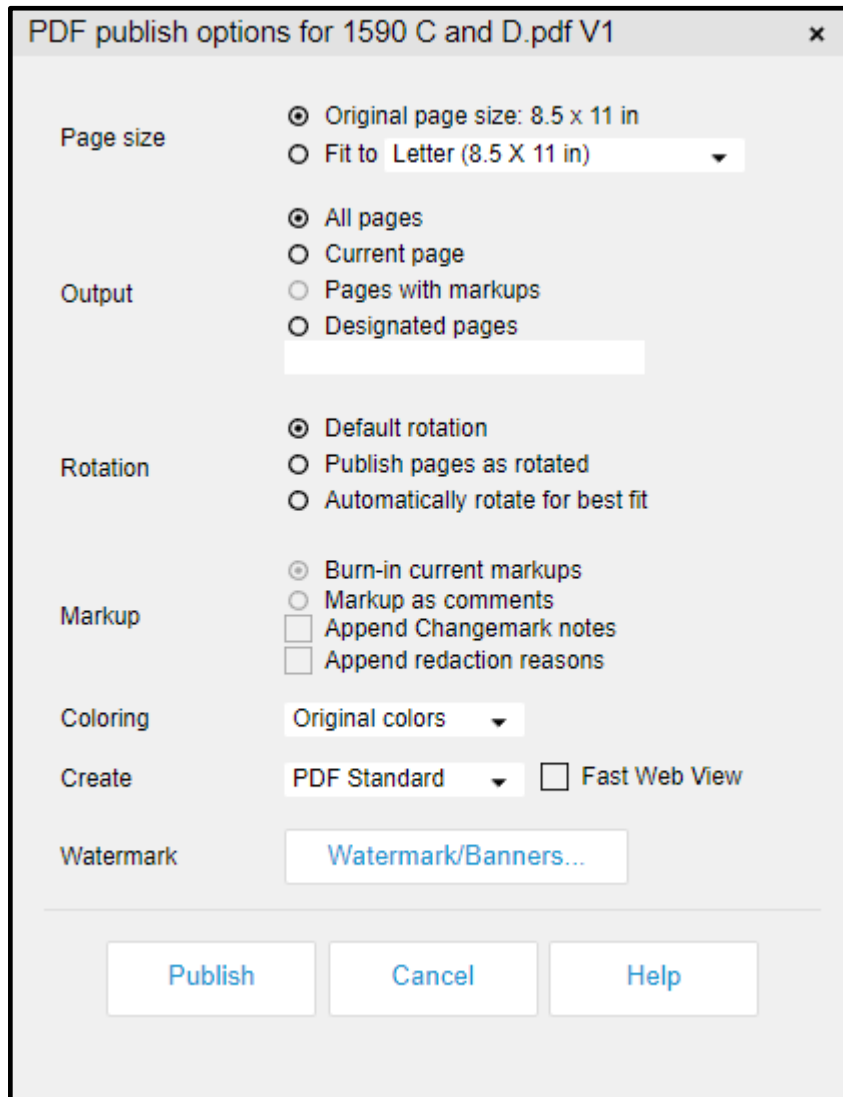 PDF publish options for 1590 C and D.pdf V1 ×
Page size
Original page size: 8.5 x 11 in
Fit to Letter (8.5 X 11 in)
Output
All pages
Current page
Pages with markups
Designated pages
Rotation
Default rotation
Publish pages as rotated
Automatically rotate for best fit
Markup
Burn-in current markups
Markup as comments
Append Changemark notes
Append redaction reasons
Coloring Original colors
Create PDF Standard Fast Web View
Watermark Watermark/Banners...
Publish Cancel Help